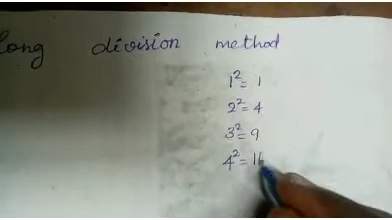 long division method
1² = 1
2² = 4
3² = 9
4² = 16